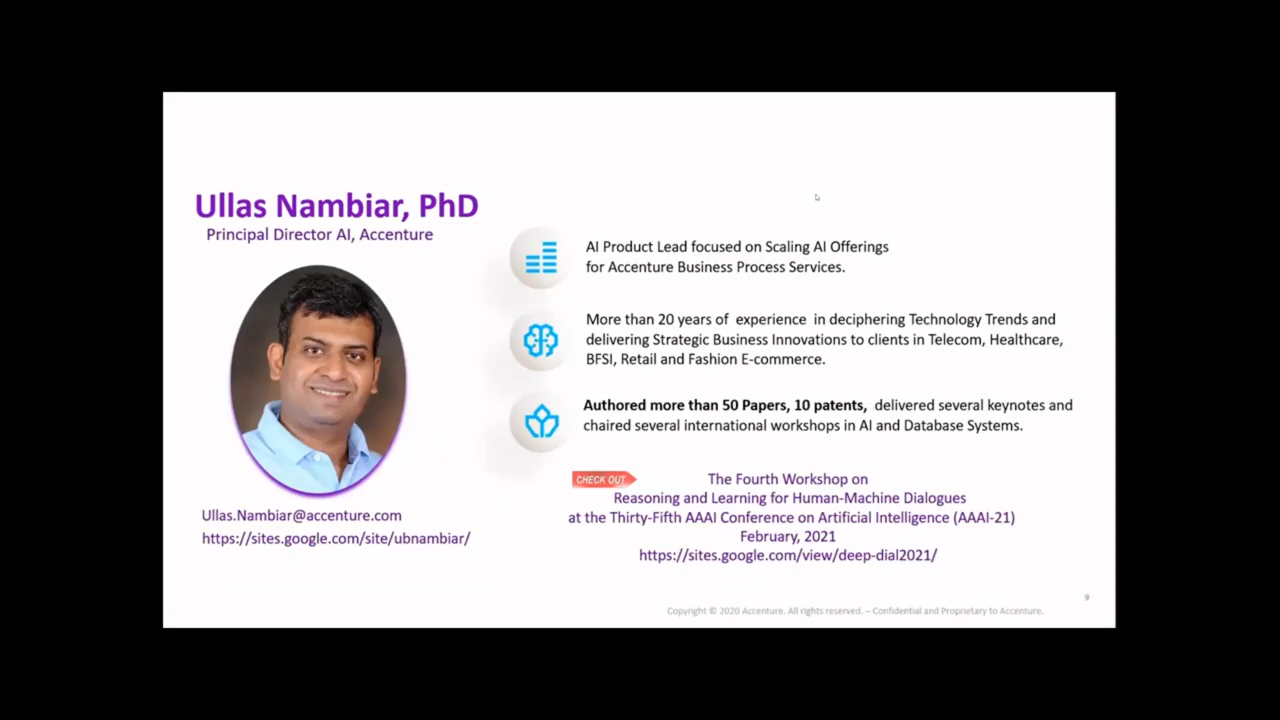 Ullas Nambiar, PhD
Principal Director AI, Accenture
Ullas.Nambiar@accenture.com
https://sites.google.com/site/ubnambiar/
AI Product Lead focused on Scaling AI Offerings
for Accenture Business Process Services.
More than 20 years of experience in deciphering Technology Trends and
delivering Strategic Business Innovations to clients in Telecom, Healthcare,
BFSI, Retail and Fashion E-commerce.
Authored more than 50 Papers, 10 patents, delivered several keynotes and
chaired several international workshops in AI and Database Systems.
CHECK OUT
The Fourth Workshop on
Reasoning and Learning for Human-Machine Dialogues
at the Thirty-Fifth AAAI Conference on Artificial Intelligence (AAAI-21)
February, 2021
https://sites.google.com/view/deep-dial2021/
9
Copyright © 2020 Accenture. All rights reserved. – Confidential and Proprietary to Accenture.